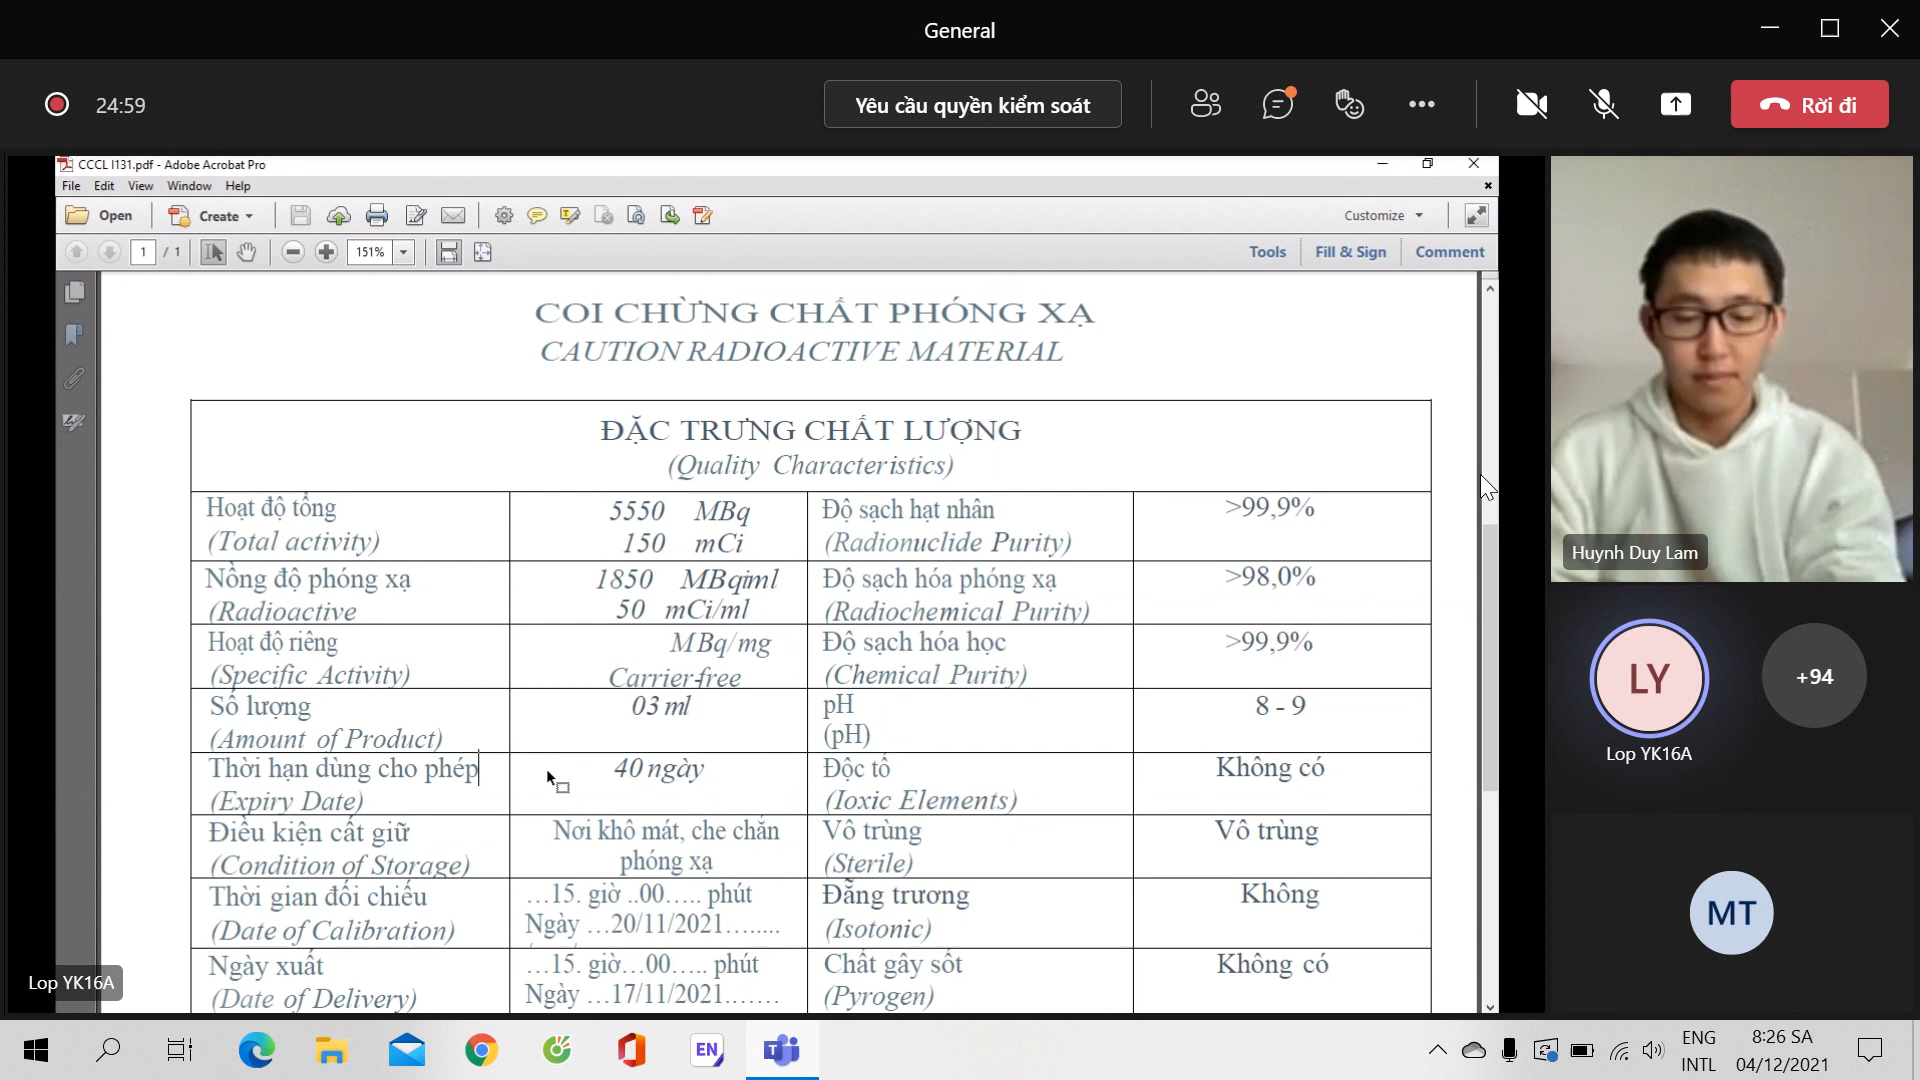 General
24:59
Yêu cầu quyền kiểm soát
Rời đi
CCCL I131.pdf - Adobe Acrobat Pro
File Edit View Window Help
Open Create Customize
1 / 1 151% Tools Fill & Sign Comment
COI CHỪNG CHẤT PHÓNG XẠ
CAUTION RADIOACTIVE MATERIAL
ĐẶC TRƯNG CHẤT LƯỢNG
(Quality Characteristics)
Hoạt độ tổng
(Total activity)
5550 MBq
150 mCi
Độ sạch hạt nhân
(Radionuclide Purity)
>99,9%
Nồng độ phóng xạ
(Radioactive
1850 MBqiml
50 mCi/ml
Độ sạch hóa phóng xạ
(Radiochemical Purity)
>98,0%
Hoạt độ riêng
(Specific Activity)
MBq/mg
Carrier-free
Độ sạch hóa học
(Chemical Purity)
>99,9%
Số lượng
(Amount of Product)
03 ml
pH
(pH)
8 - 9
Thời hạn dùng cho phép
(Expiry Date)
40 ngày
Độc tố
(Ioxic Elements)
Không có
Điều kiện cất giữ
(Condition of Storage)
Nơi khô mát, che chắn
phóng xạ
Vô trùng
(Sterile)
Vô trùng
Thời gian đối chiếu
(Date of Calibration)
…15. giờ ..00….. phút
Ngày …20/11/2021……...
Đẳng trương
(Isotonic)
Không
Ngày xuất
(Date of Delivery)
…15. giờ…00….. phút
Ngày …17/11/2021.……
Chất gây sốt
(Pyrogen)
Không có
Lop YK16A
Huynh Duy Lam
LY
+94
Lop YK16A
MT
EN
ENG
INTL
8:26 SA
04/12/2021